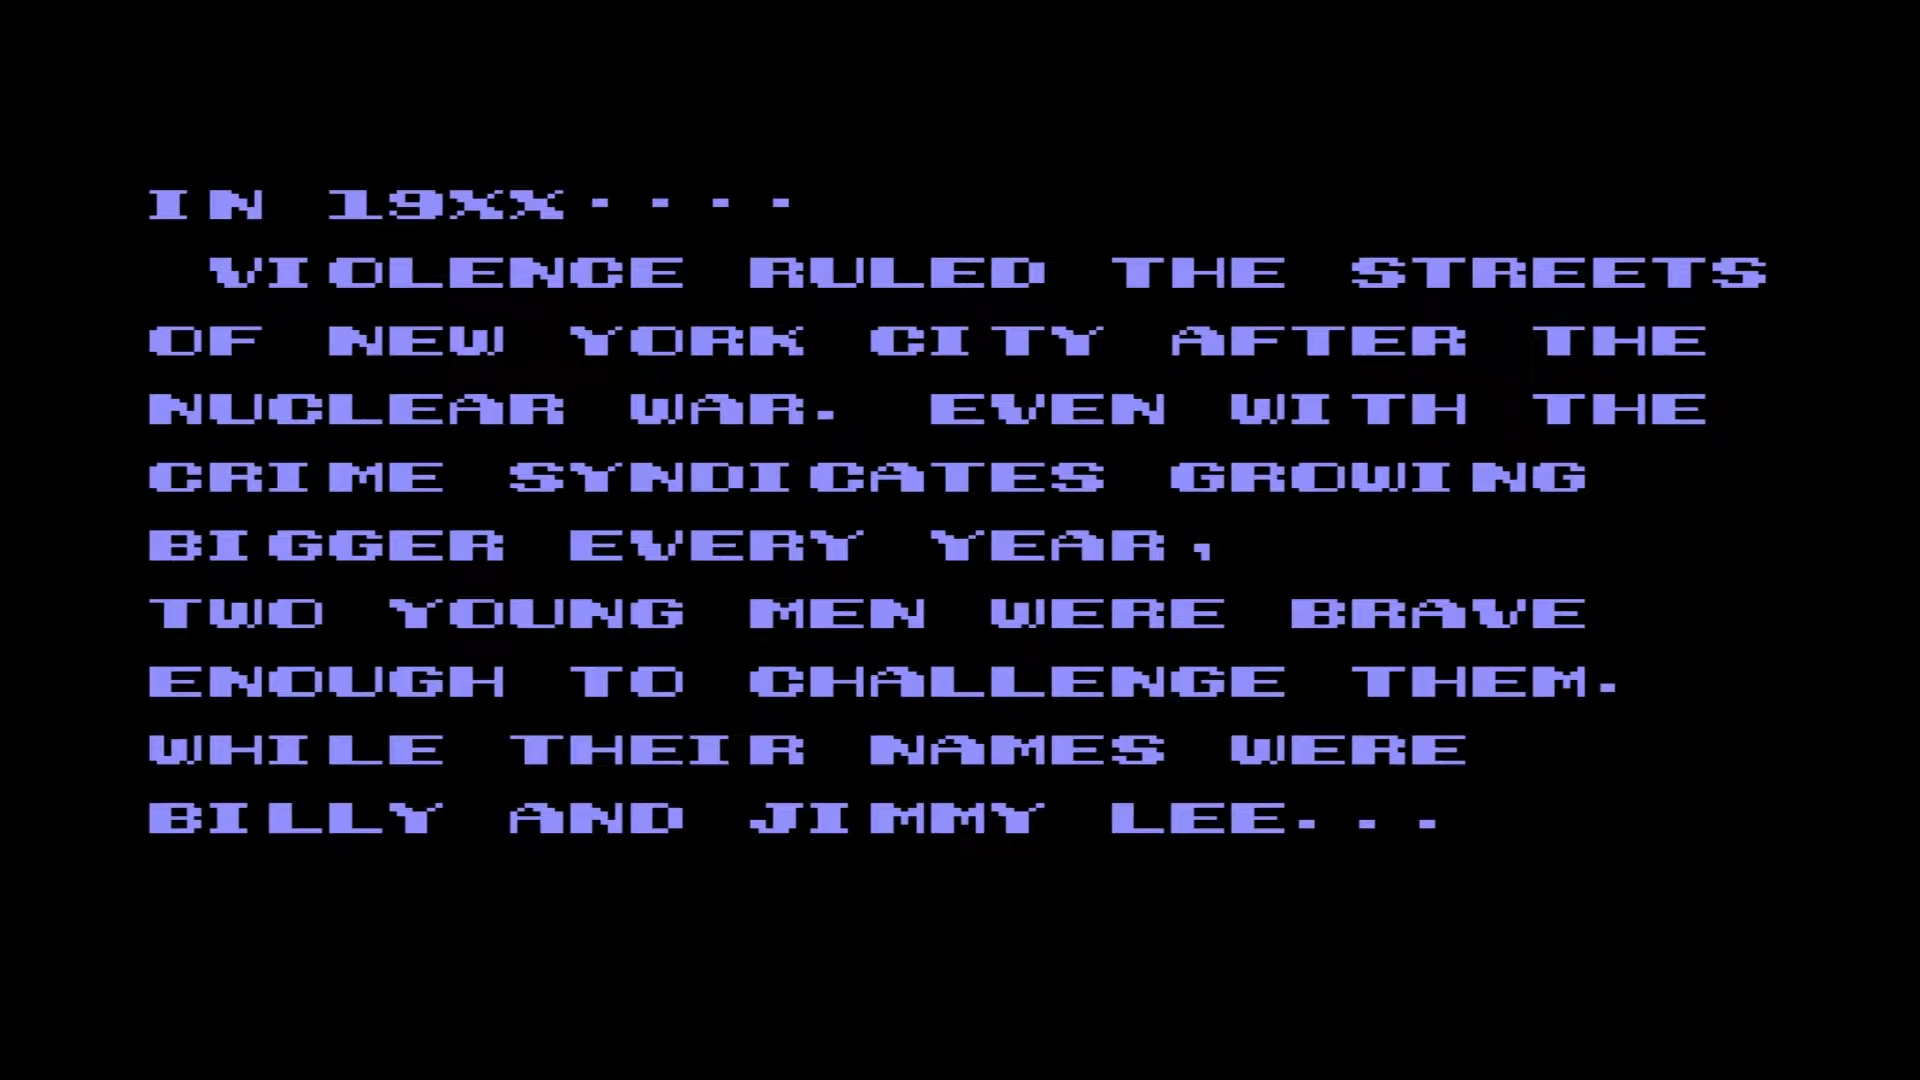 IN 19XX····
VIOLENCE RULED THE STREETS
OF NEW YORK CITY AFTER THE
NUCLEAR WAR. EVEN WITH THE
CRIME SYNDICATES GROWING
BIGGER EVERY YEAR,
TWO YOUNG MEN WERE BRAVE
ENOUGH TO CHALLENGE THEM.
WHILE THEIR NAMES WERE
BILLY AND JIMMY LEE...